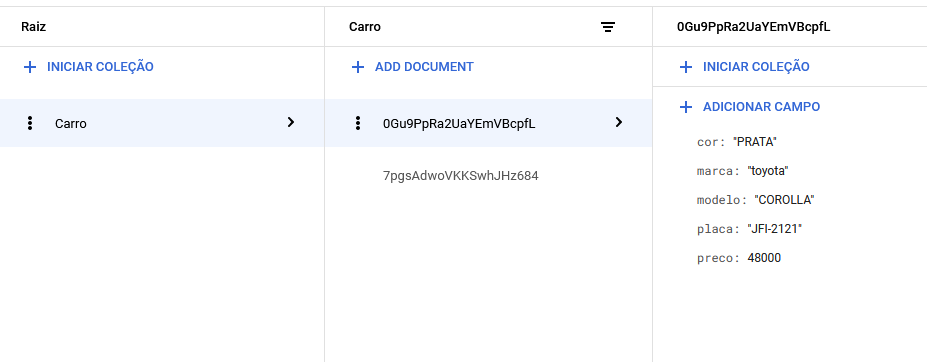 Raiz
INICIAR COLEÇÃO
Carro
Carro
ADD DOCUMENT
0Gu9PpRa2UaYEmVBcpfL
7pgsAdwoVKKSwhJHz684
0Gu9PpRa2UaYEmVBcpfL
INICIAR COLEÇÃO
ADICIONAR CAMPO
cor: "PRATA"
marca: "toyota"
modelo: "COROLLA"
placa: "JFI-2121"
preco: 48000